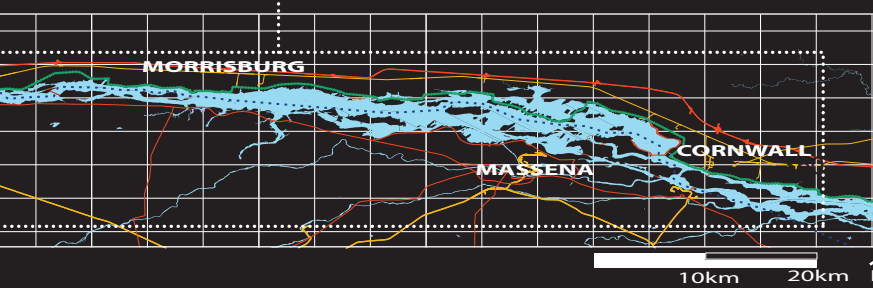 MORRISBURG
CORNWALL
MASSENA
10km
20km